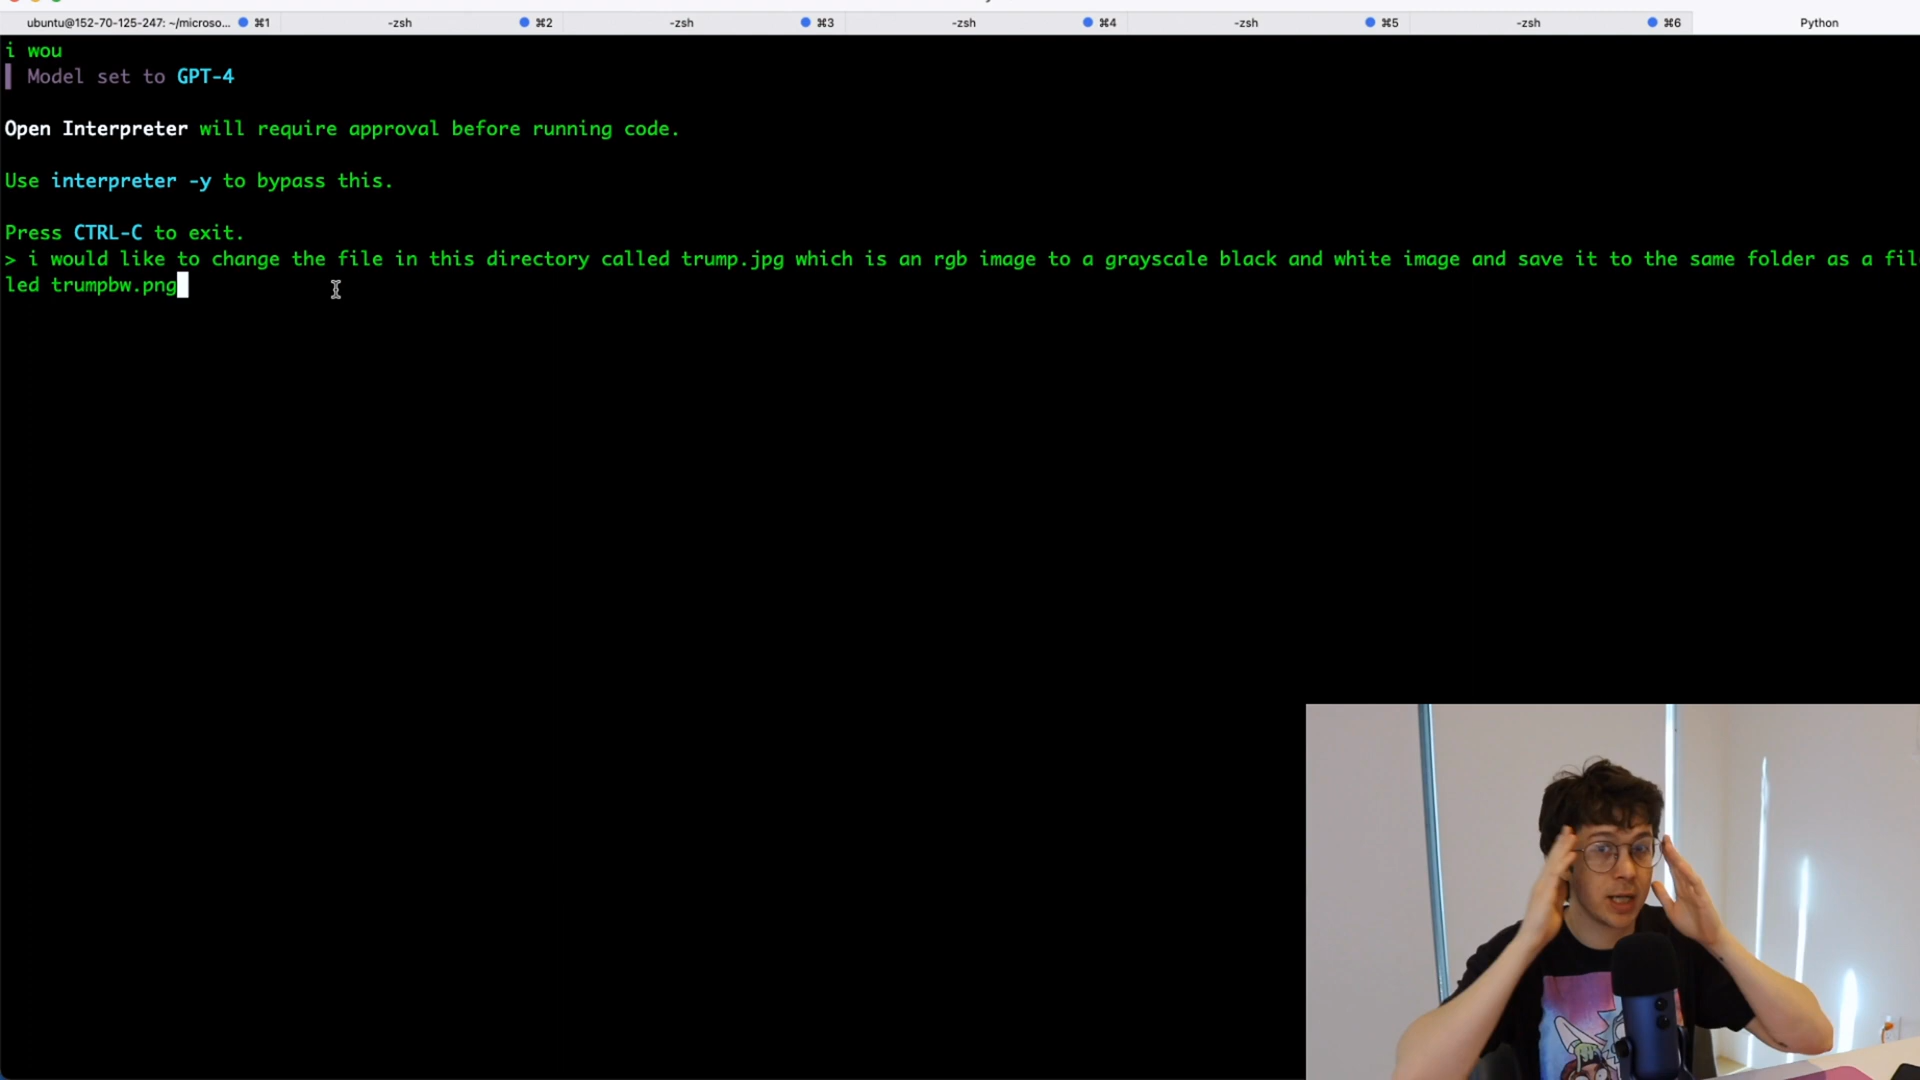 ubuntu@152-70-125-247: ~/microso... ⌘1 -zsh ⌘2 -zsh ⌘3 -zsh ⌘4 -zsh ⌘5 -zsh ⌘6 Python
i wou
Model set to GPT-4
Open Interpreter will require approval before running code.
Use interpreter -y to bypass this.
Press CTRL-C to exit.
> i would like to change the file in this directory called trump.jpg which is an rgb image to a grayscale black and white image and save it to the same folder as a fil
led trumpbw.png